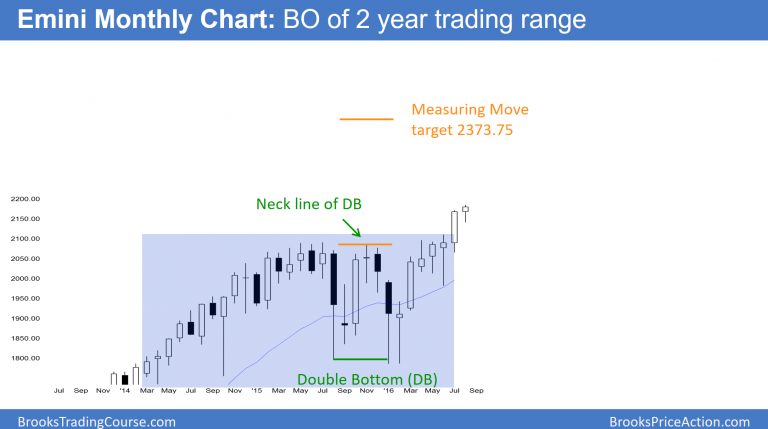 Emini Monthly Chart: BO of 2 year trading range
Measuring Move
target 2373.75
Neck line of DB
2200.00
2150.00
2100.00
2050.00
2000.00
1950.00
1900.00
1850.00
1800.00
Double Bottom (DB)
Jul Sep Nov '14 Mar May Jul Sep Nov '15 Mar May Jul Sep Nov '16 Mar May Jul Sep
BrooksTradingCourse.com
BrooksPriceAction.com